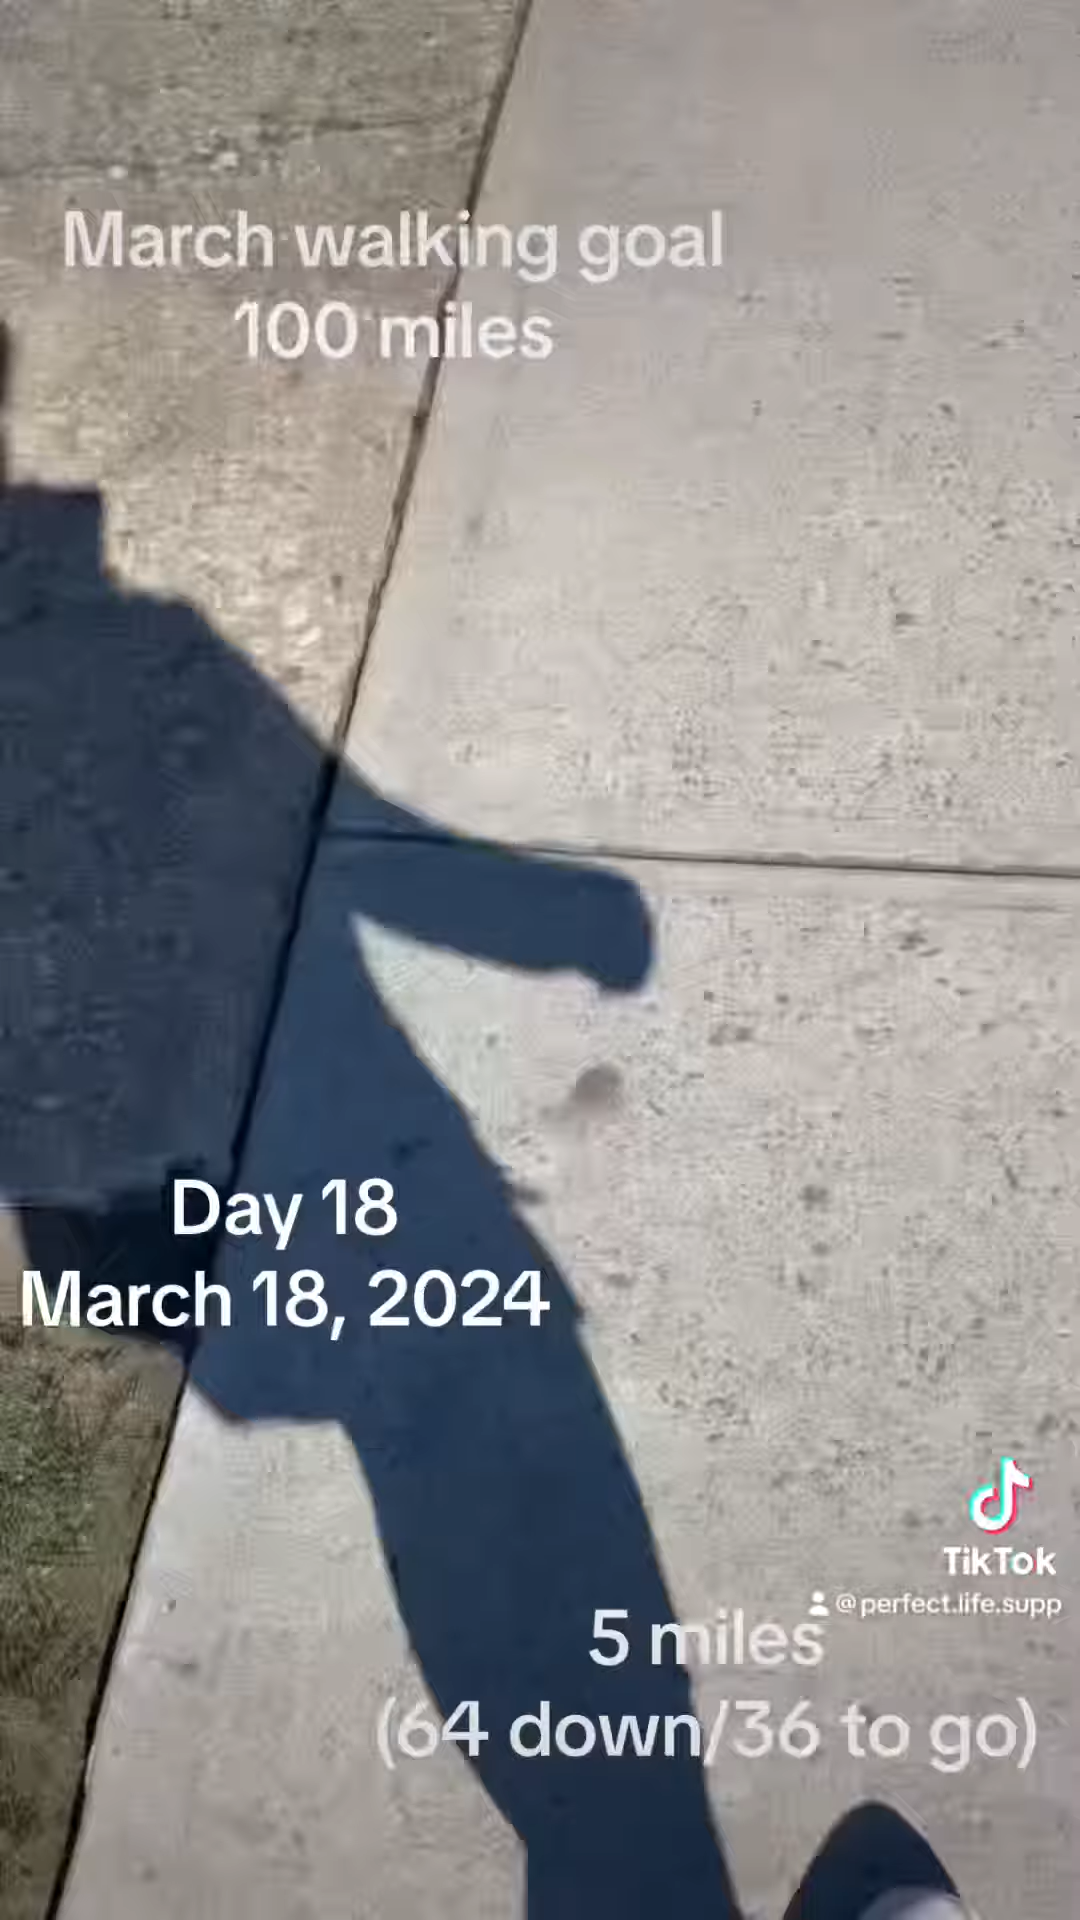 March walking goal
100 miles
Day 18
March 18, 2024
TikTok
@perfect.life.supp
5 miles
(64 down/36 to go)